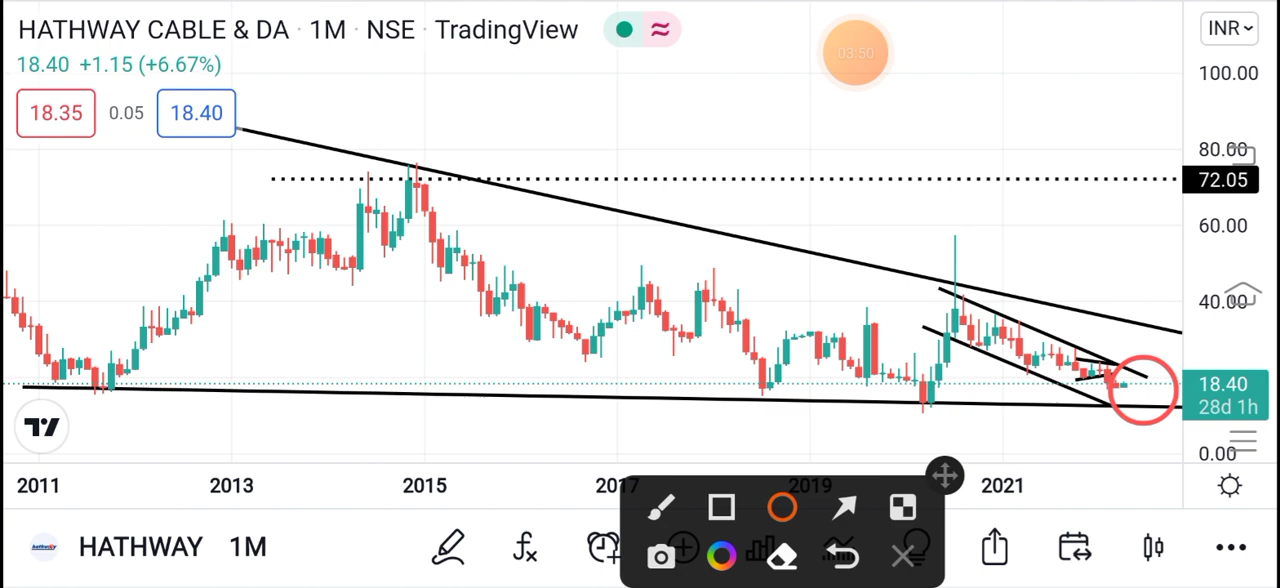 HATHWAY CABLE & DA · 1M · NSE · TradingView
03:50
INR
18.40 +1.15 (+6.67%)
100.00
18.35 0.05 18.40
80.00
72.05
60.00
40.00
18.40
28d 1h
0.00
2011 2013 2015 2017 2019 2021
HATHWAY 1M